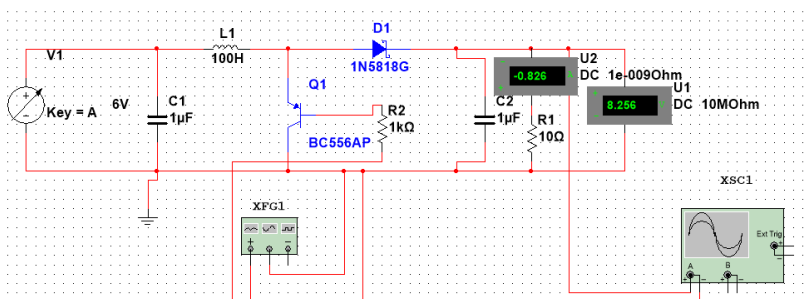 V1
Key = A
6V
C1
1µF
L1
100H
Q1
BC556AP
D1
1N5818G
R2
1kΩ
C2
1µF
-0.826
U2
DC 1e-009Ohm
R1
10Ω
8.256
U1
DC 10MOhm
XFG1
XSC1
Ext Trig
A
B